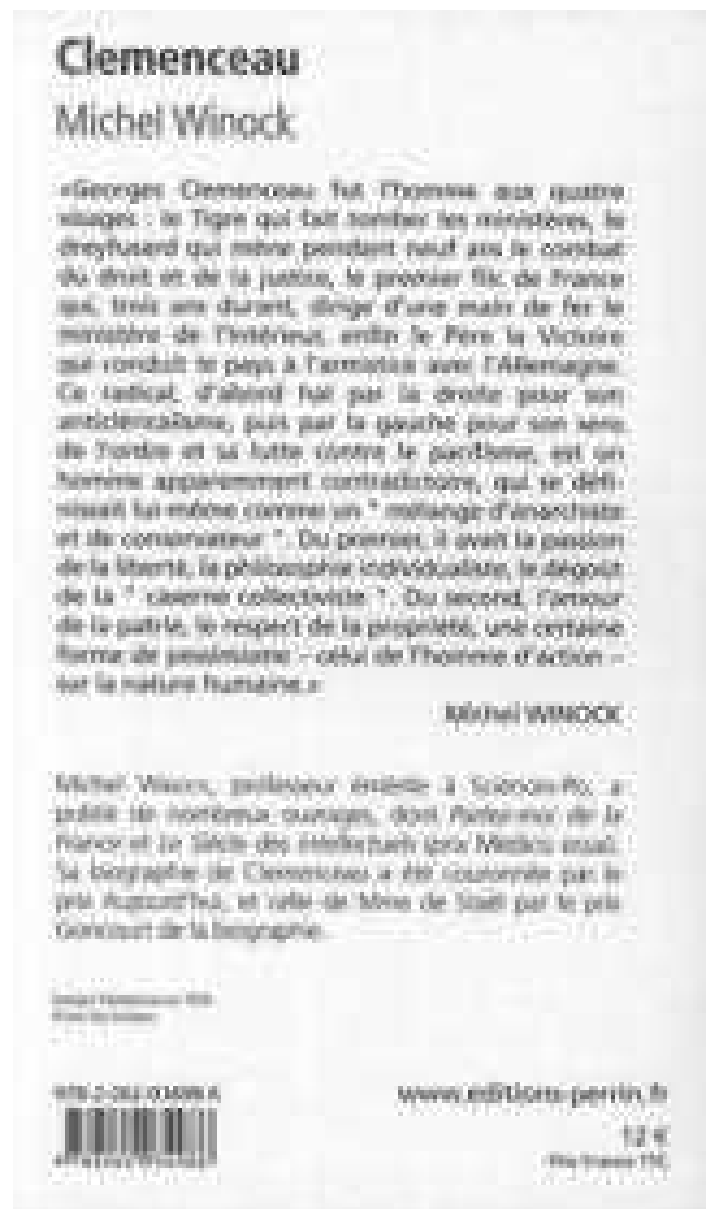 Clemenceau
Michel Winock
«Georges Clemenceau fut l'homme aux quatre
visages : le Tigre qui fait tomber les ministères, le
dreyfusard qui mène pendant neuf ans le combat
du droit et de la justice, le premier flic de France
qui, trois ans durant, dirige d'une main de fer le
ministère de l'Intérieur, enfin le Père la Victoire
qui conduit le pays à l'armistice avec l'Allemagne.
Ce radical, d'abord haï par la droite pour son
anticléricalisme, puis par la gauche pour son sens
de l'ordre et sa lutte contre le pacifisme, est un
homme apparemment contradictoire, qui se défi-
nissait lui-même comme un " mélange d'anarchiste
et de conservateur ". Du premier, il avait la passion
de la liberté, la philosophie individualiste, le dégoût
de la " caserne collectiviste ". Du second, l'amour
de la patrie, le respect de la propriété, une certaine
forme de pessimisme – celui de l'homme d'action –
sur la nature humaine.»
Michel WINOCK
Michel Winock, professeur émérite à Sciences-Po, a
publié de nombreux ouvrages, dont Parlez-moi de la
France et Le Siècle des intellectuels (prix Médicis essai).
Sa biographie de Clemenceau a été couronnée par le
prix Aujourd'hui, et celle de Mme de Staël par le prix
Goncourt de la biographie.
www.editions-perrin.fr
12 €
Prix France TTC